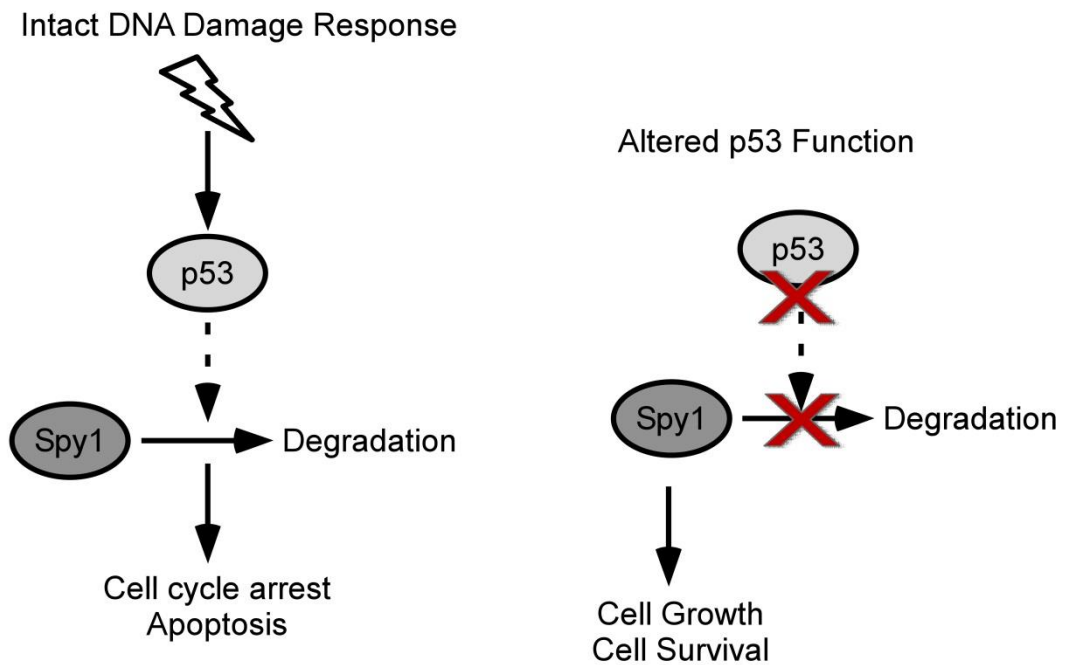 Intact DNA Damage Response
p53
Spy1
Degradation
Cell cycle arrest
Apoptosis
Altered p53 Function
p53
Spy1
Degradation
Cell Growth
Cell Survival